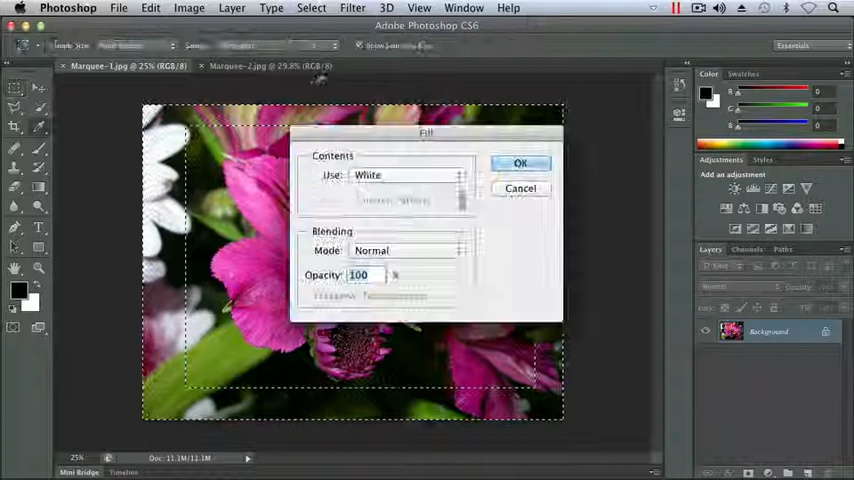 Photoshop File Edit Image Layer Type Select Filter 3D View Window Help
Adobe Photoshop CS6
Essentials
Marquee-1.jpg @ 25% (RGB/8)
Marquee-2.jpg @ 29.8% (RGB/8)
Color Swatches
R 0
G 0
B 0
Fill
Contents
Use: White
OK
Cancel
Blending
Mode: Normal
Opacity: 100 %
Adjustments Styles
Add an adjustment
Layers Channels Paths
Normal Opacity:
Background
25% Doc: 11.1M/11.1M
Mini Bridge Timeline